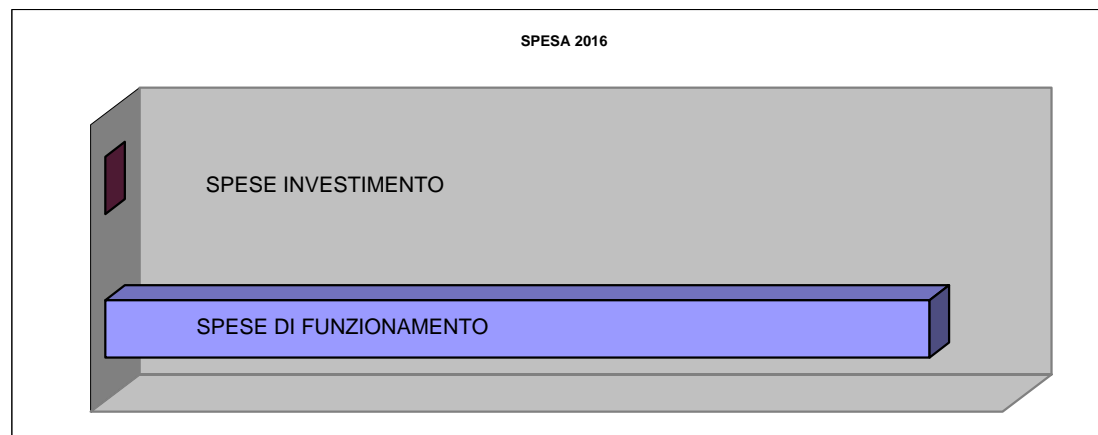 SPESA 2016
SPESE INVESTIMENTO
SPESE DI FUNZIONAMENTO